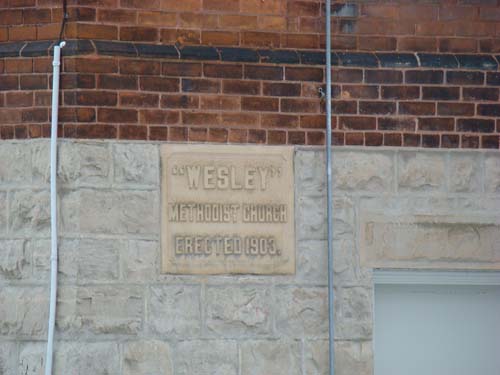 "WESLEY"
METHODIST CHURCH
ERECTED 1903.